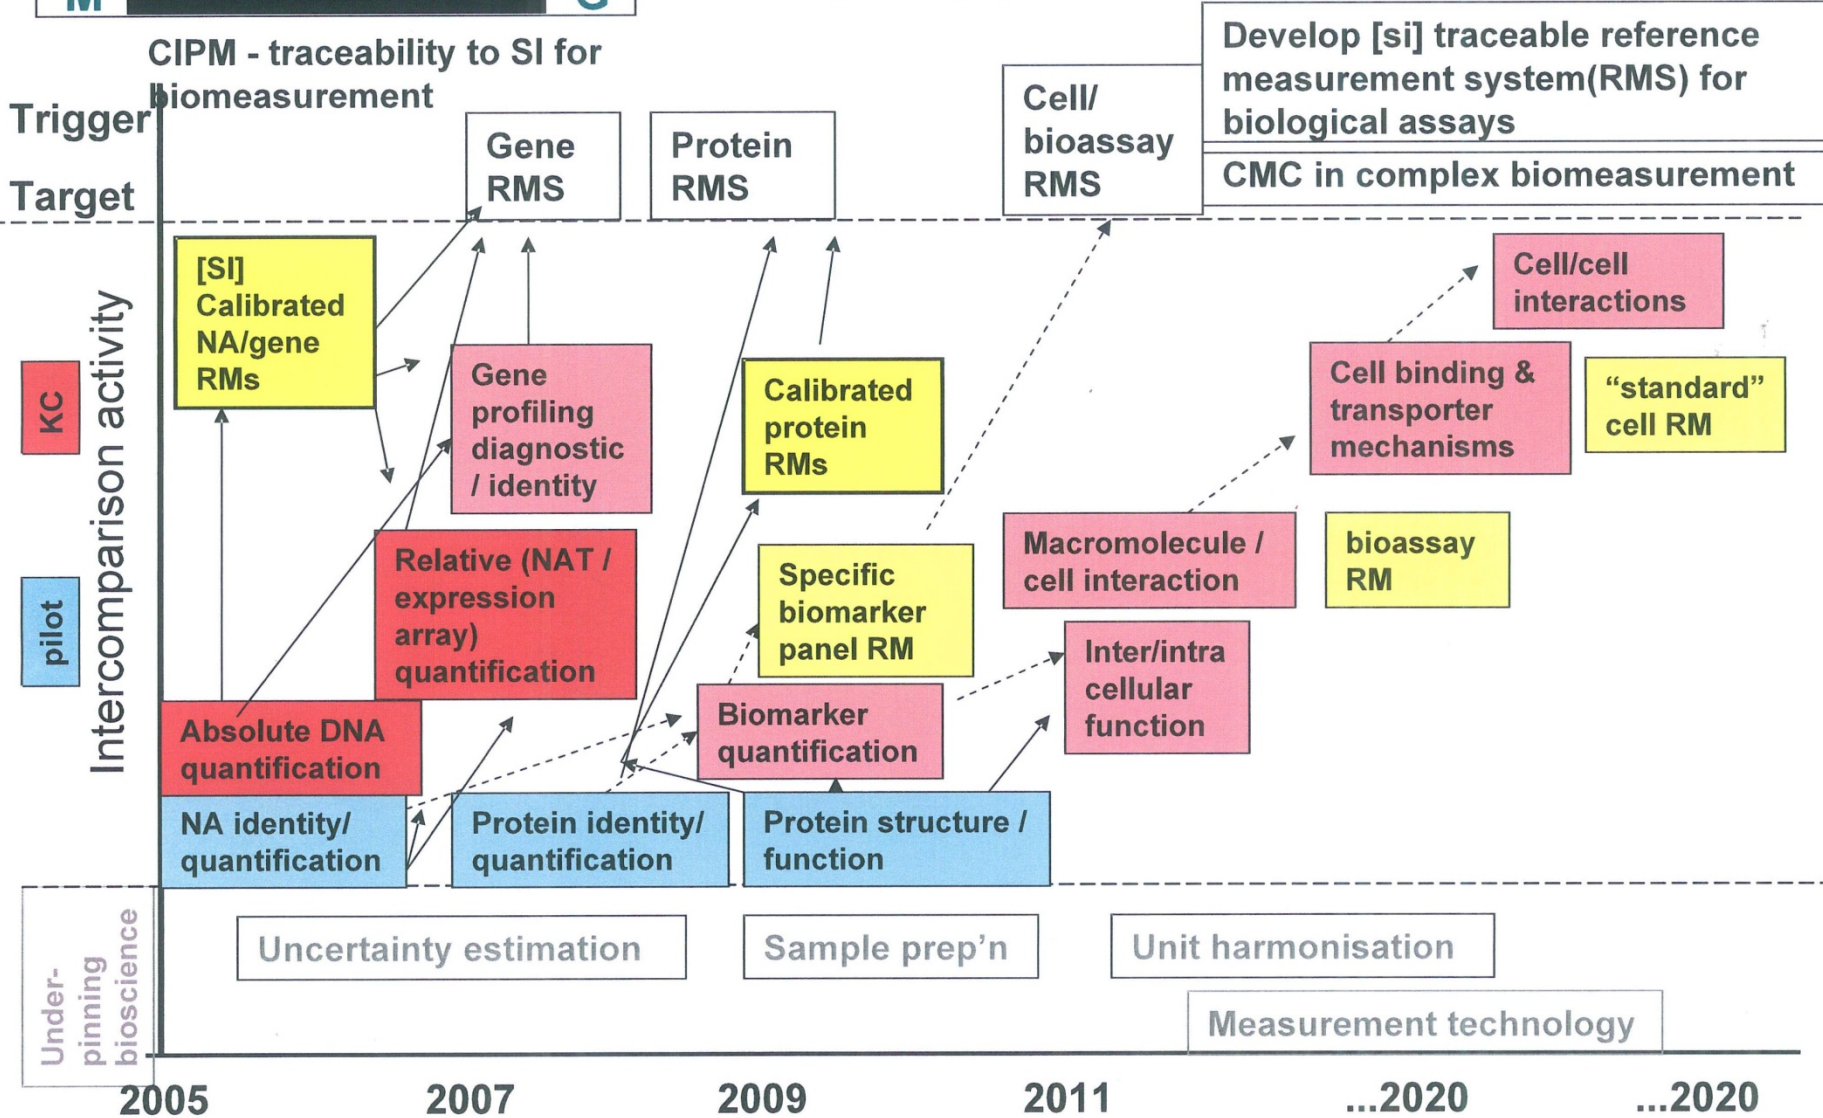 M G
CIPM - traceability to SI for
biomeasurement
Trigger
Target
Gene
RMS
Protein
RMS
Cell/
bioassay
RMS
Develop [si] traceable reference
measurement system(RMS) for
biological assays
CMC in complex biomeasurement
KC
pilot
Intercomparison activity
[SI]
Calibrated
NA/gene
RMs
Gene
profiling
diagnostic
/ identity
Relative (NAT /
expression
array)
quantification
Absolute DNA
quantification
NA identity/
quantification
Protein identity/
quantification
Protein structure /
function
Calibrated
protein
RMs
Specific
biomarker
panel RM
Biomarker
quantification
Macromolecule /
cell interaction
Inter/intra
cellular
function
Cell/cell
interactions
Cell binding &
transporter
mechanisms
“standard”
cell RM
bioassay
RM
Under-
pinning
bioscience
Uncertainty estimation
Sample prep’n
Unit harmonisation
Measurement technology
2005
2007
2009
2011
...2020
...2020